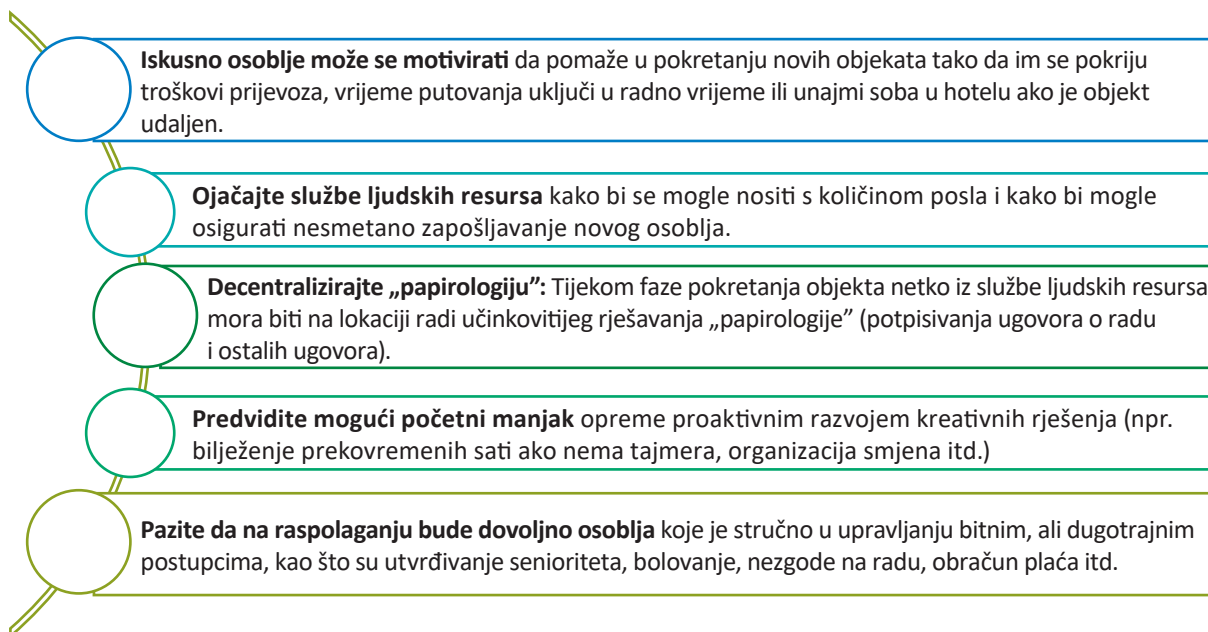 Iskusno osoblje može se motivirati da pomaže u pokretanju novih objekata tako da im se pokriju
troškovi prijevoza, vrijeme putovanja uključi u radno vrijeme ili unajmi soba u hotelu ako je objekt
udaljen.
Ojačajte službe ljudskih resursa kako bi se mogle nositi s količinom posla i kako bi mogle
osigurati nesmetano zapošljavanje novog osoblja.
Decentralizirajte „papirologiju”: Tijekom faze pokretanja objekta netko iz službe ljudskih resursa
mora biti na lokaciji radi učinkovitijeg rješavanja „papirologije” (potpisivanja ugovora o radu
i ostalih ugovora).
Predvidite mogući početni manjak opreme proaktivnim razvojem kreativnih rješenja (npr.
bilježenje prekovremenih sati ako nema tajmera, organizacija smjena itd.)
Pazite da na raspolaganju bude dovoljno osoblja koje je stručno u upravljanju bitnim, ali dugotrajnim
postupcima, kao što su utvrđivanje senioriteta, bolovanje, nezgode na radu, obračun plaća itd.